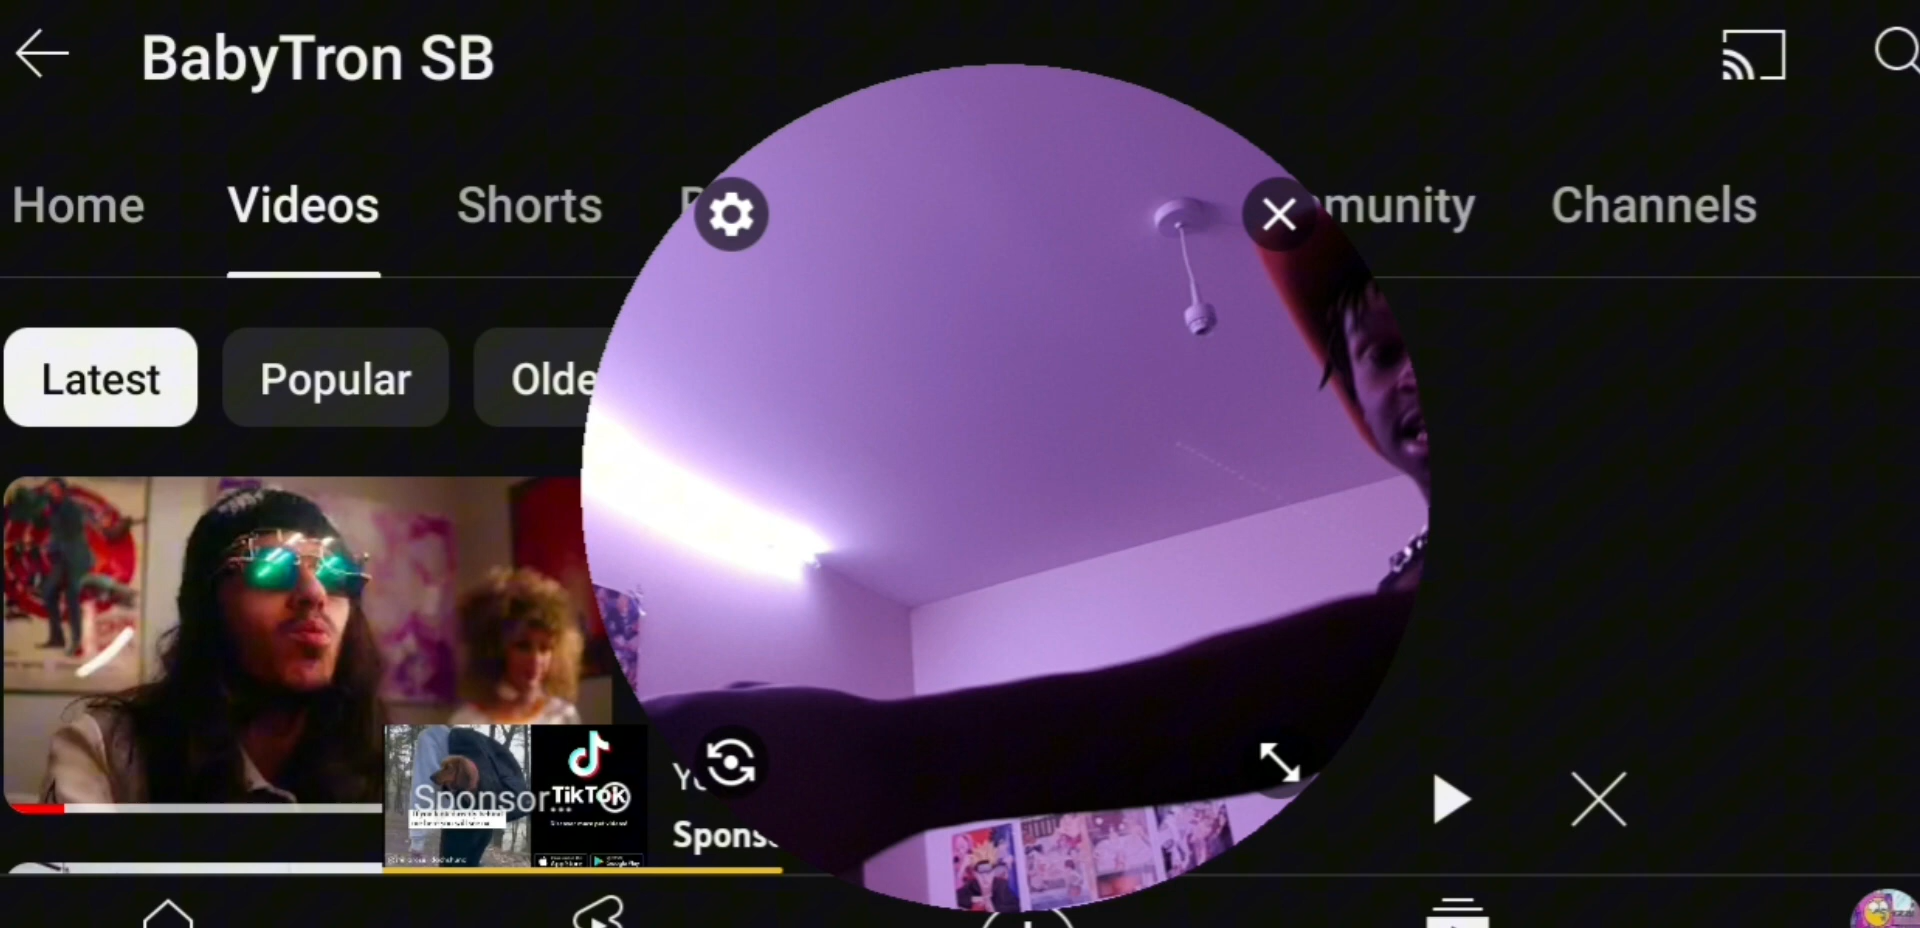 BabyTron SB
Home Videos Shorts munity Channels
Latest Popular Olde
Sponsor...
TikTok
Spons